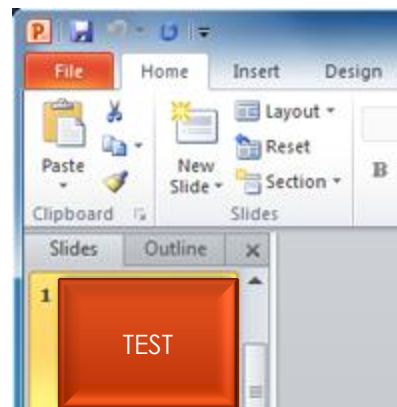 P
File Home Insert Design
Layout
Reset
Paste New Slide Section B
Clipboard Slides
Slides Outline
1
TEST